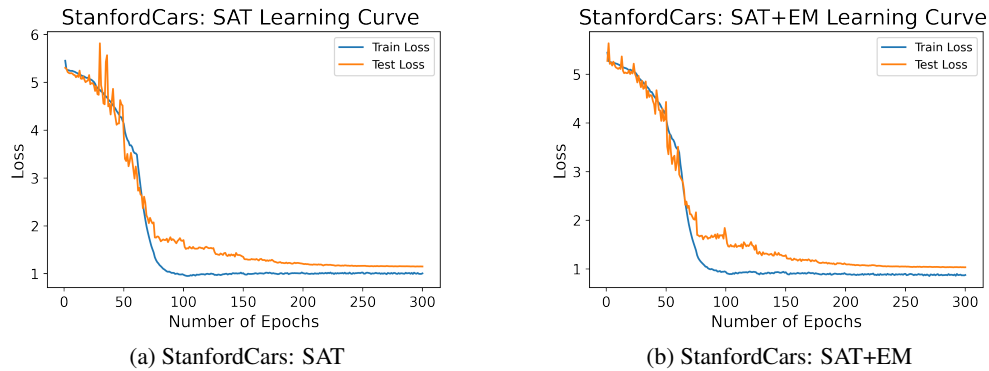 StanfordCars: SAT Learning Curve
Train Loss
Test Loss
6
5
4
3
2
1
Loss
0 50 100 150 200 250 300
Number of Epochs
(a) StanfordCars: SAT
StanfordCars: SAT+EM Learning Curve
Train Loss
Test Loss
5
4
3
2
1
Loss
0 50 100 150 200 250 300
Number of Epochs
(b) StanfordCars: SAT+EM